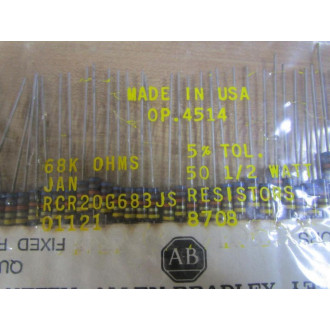 MADE IN USA
OP.4514
68K OHMS
JAN
RCR20G683JS
01121
5% TOL.
50 1/2 WATT
RESISTORS
8708
FIXED
AB